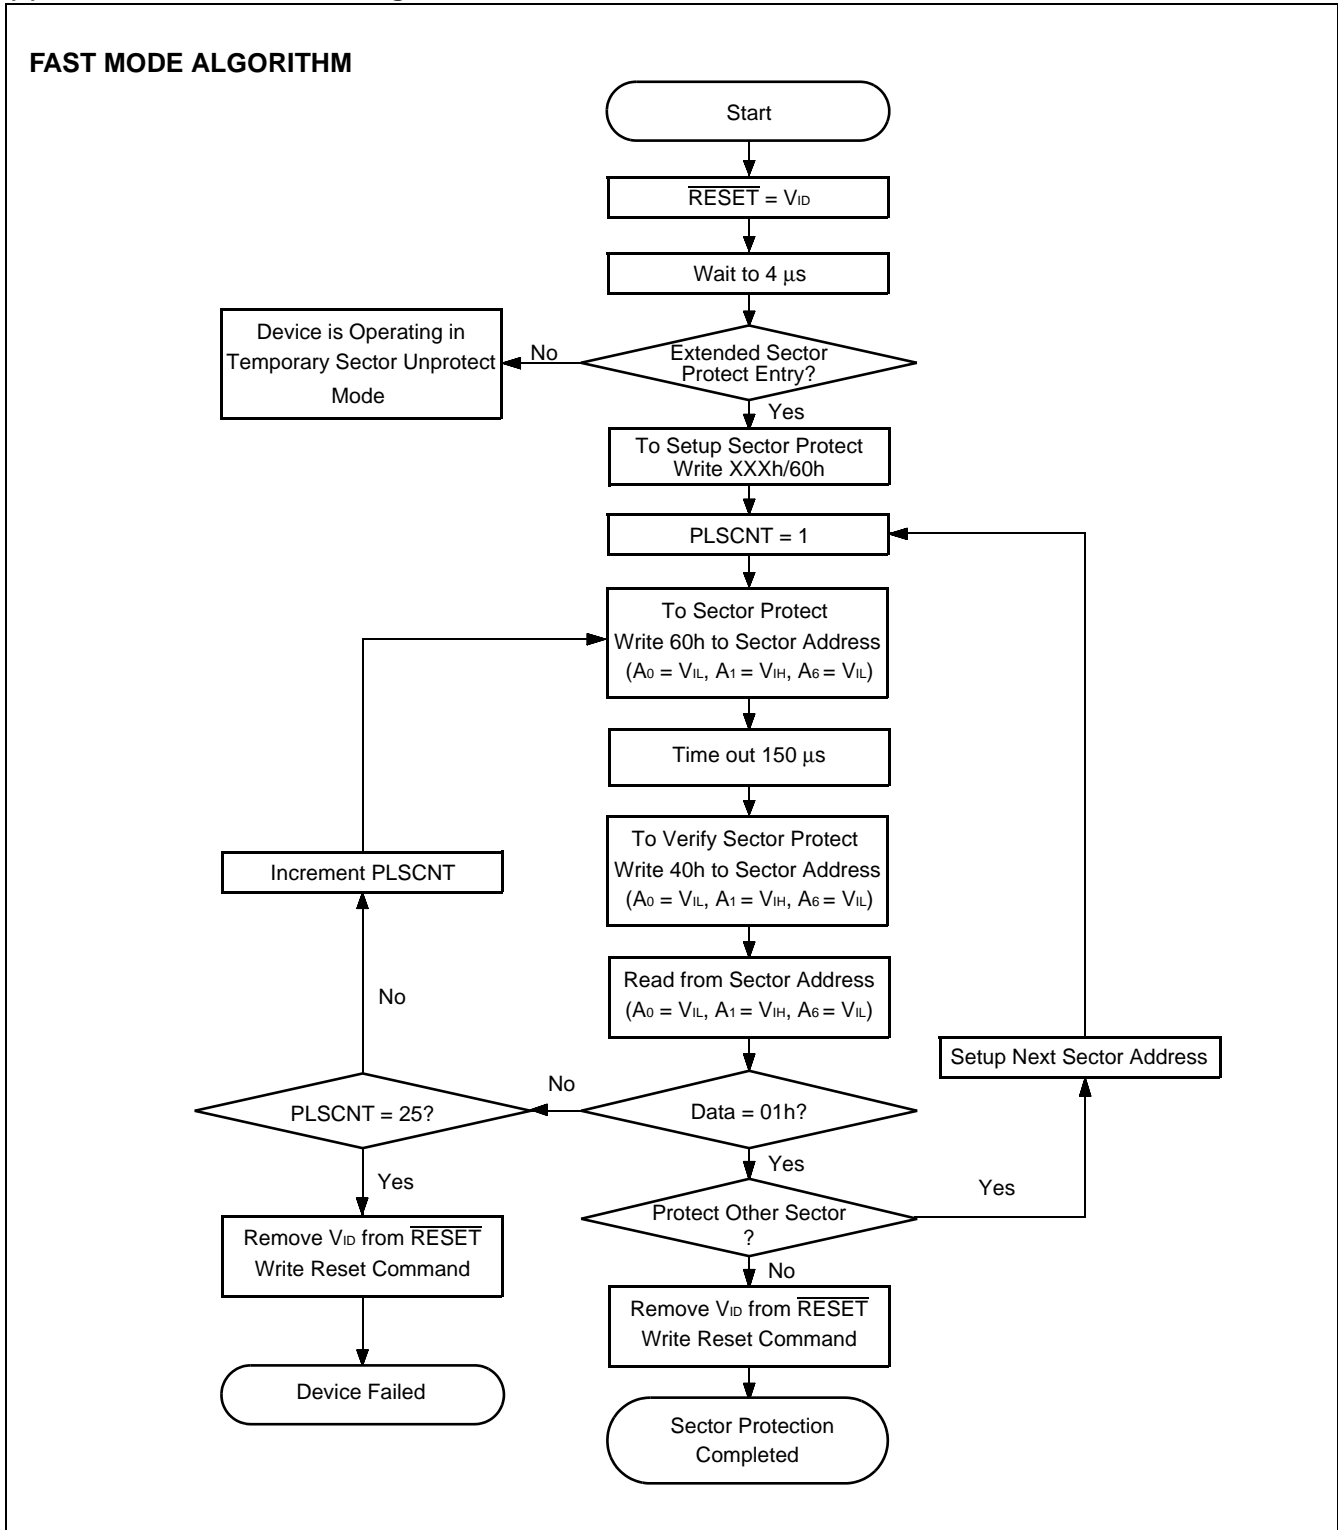 FAST MODE ALGORITHM
Start
RESET = VID
Wait to 4 μs
Device is Operating in
Temporary Sector Unprotect
Mode
No
Extended Sector
Protect Entry?
Yes
To Setup Sector Protect
Write XXXh/60h
PLSCNT = 1
To Sector Protect
Write 60h to Sector Address
(A0 = VIL, A1 = VIH, A6 = VIL)
Time out 150 μs
To Verify Sector Protect
Write 40h to Sector Address
(A0 = VIL, A1 = VIH, A6 = VIL)
Increment PLSCNT
Read from Sector Address
(A0 = VIL, A1 = VIH, A6 = VIL)
No
Setup Next Sector Address
No
PLSCNT = 25?
Data = 01h?
Yes
Yes
Yes
Protect Other Sector
?
Remove VID from RESET
Write Reset Command
No
Remove VID from RESET
Write Reset Command
Device Failed
Sector Protection
Completed